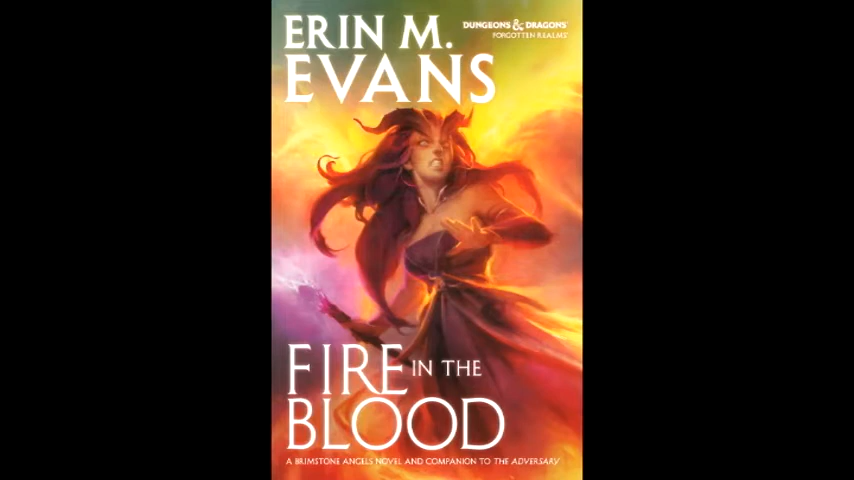 ERIN M.
EVANS
DUNGEONS & DRAGONS
FORGOTTEN REALMS
FIRE IN THE
BLOOD
A BRIMSTONE ANGELS NOVEL AND COMPANION TO THE ADVERSARY